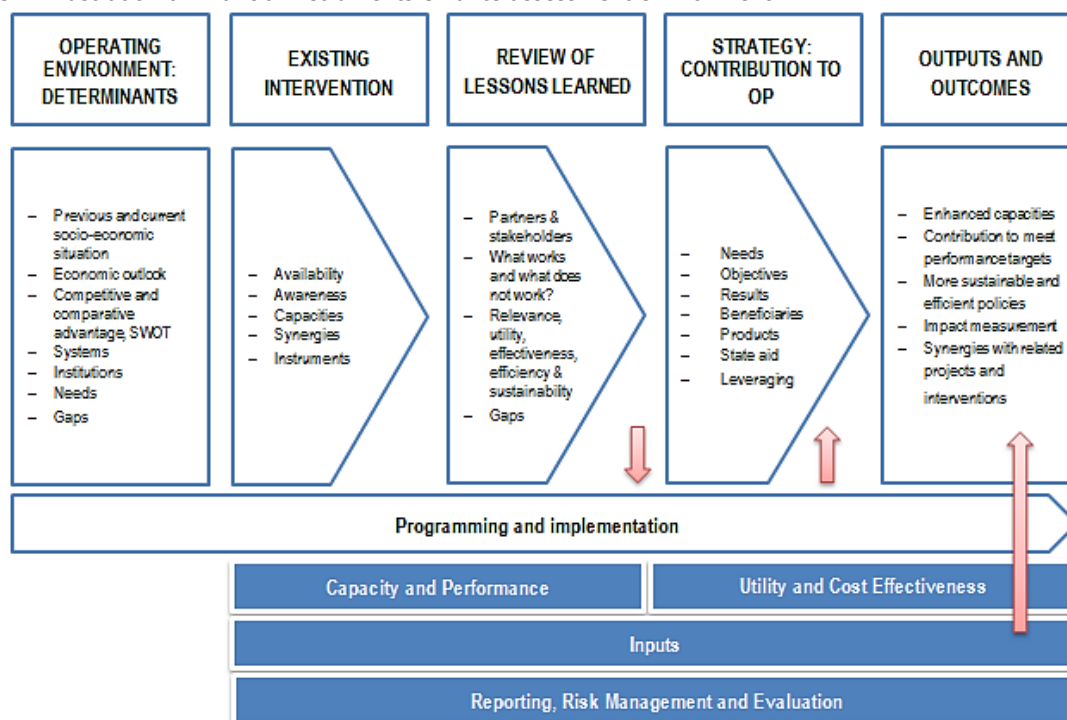 OPERATING
ENVIRONMENT:
DETERMINANTS
EXISTING
INTERVENTION
REVIEW OF
LESSONS LEARNED
STRATEGY:
CONTRIBUTION TO
OP
OUTPUTS AND
OUTCOMES
– Previous and current
socio-economic
situation
– Economic outlook
– Competitive and
comparative
advantage, SWOT
– Systems
– Institutions
– Needs
– Gaps
– Availability
– Awareness
– Capacities
– Synergies
– Instruments
– Partners &
stakeholders
– What works
and what does
not work?
– Relevance,
utility,
effectiveness,
efficiency &
sustainability
– Gaps
– Needs
– Objectives
– Results
– Beneficiaries
– Products
– State aid
– Leveraging
– Enhanced capacities
– Contribution to meet
performance targets
– More sustainable and
efficient policies
– Impact measurement
– Synergies with related
projects and
interventions
Programming and implementation
Capacity and Performance
Utility and Cost Effectiveness
Inputs
Reporting, Risk Management and Evaluation